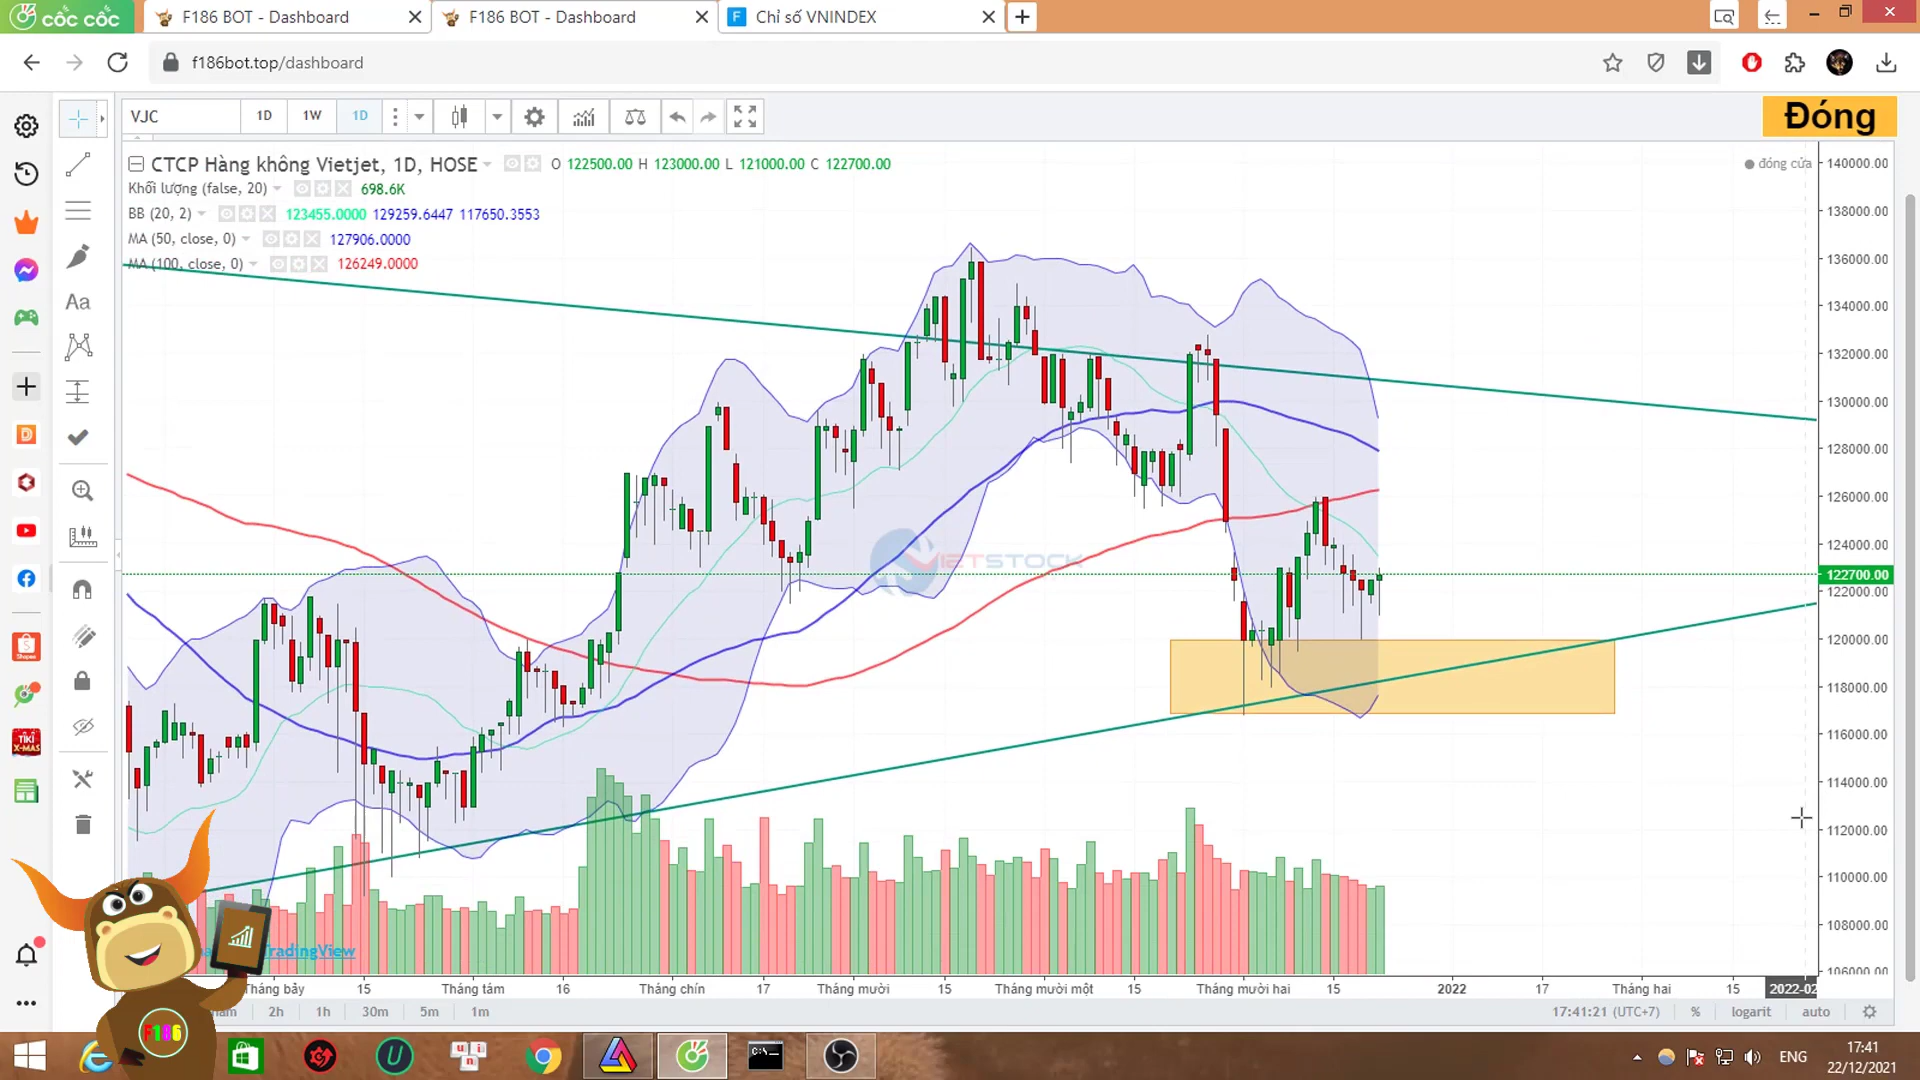 cốc cốc
F186 BOT - Dashboard
F186 BOT - Dashboard
Chỉ số VNINDEX
f186bot.top/dashboard
VJC
1D
1W
1D
Đóng
CTCP Hàng không Vietjet, 1D, HOSE
O 122500.00 H 123000.00 L 121000.00 C 122700.00
đóng cửa
Khối lượng (false, 20)
698.6K
BB (20, 2)
123455.0000 129259.6447 117650.3553
MA (50, close, 0)
127906.0000
MA (100, close, 0)
126249.0000
Aa
140000.00
138000.00
136000.00
134000.00
132000.00
130000.00
128000.00
126000.00
124000.00
122700.00
122000.00
120000.00
118000.00
116000.00
114000.00
112000.00
110000.00
108000.00
106000.00
VIETSTOCK
Shopee
TIKI
X-MAS
TradingView
Tháng bảy
15
Tháng tám
16
Tháng chín
17
Tháng mười
15
Tháng mười một
15
Tháng mười hai
15
2022
17
Tháng hai
15
2022-02
2h
1h
30m
5m
1m
17:41:21 (UTC+7)
%
logarit
auto
F186
ENG
17:41
22/12/2021